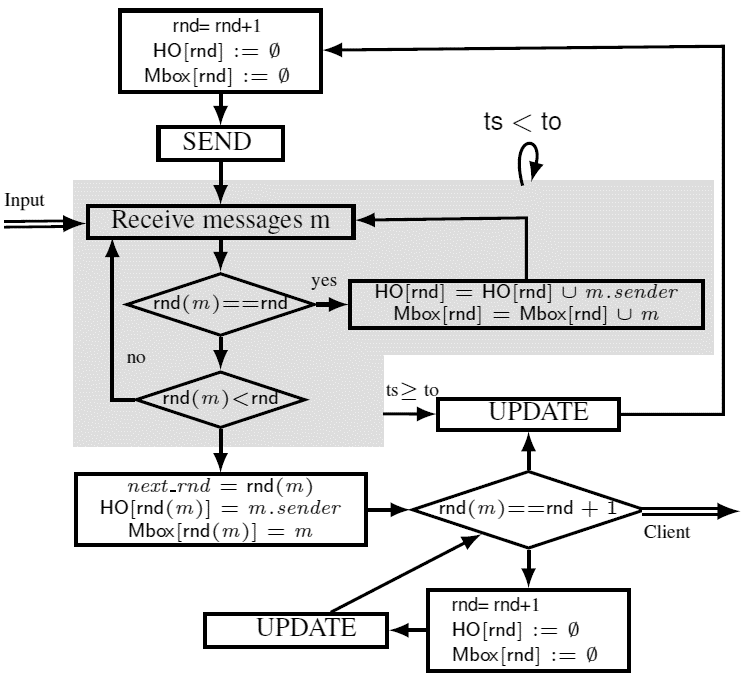 rnd= rnd+1
HO[rnd] := ∅
Mbox[rnd] := ∅
SEND
ts < to
Input
Receive messages m
yes
rnd(m)==rnd
HO[rnd] = HO[rnd] ∪ m.sender
Mbox[rnd] = Mbox[rnd] ∪ m
no
rnd(m)<rnd
ts≥ to
UPDATE
next_rnd = rnd(m)
HO[rnd(m)] = m.sender
Mbox[rnd(m)] = m
rnd(m)==rnd + 1
Client
UPDATE
rnd= rnd+1
HO[rnd] := ∅
Mbox[rnd] := ∅